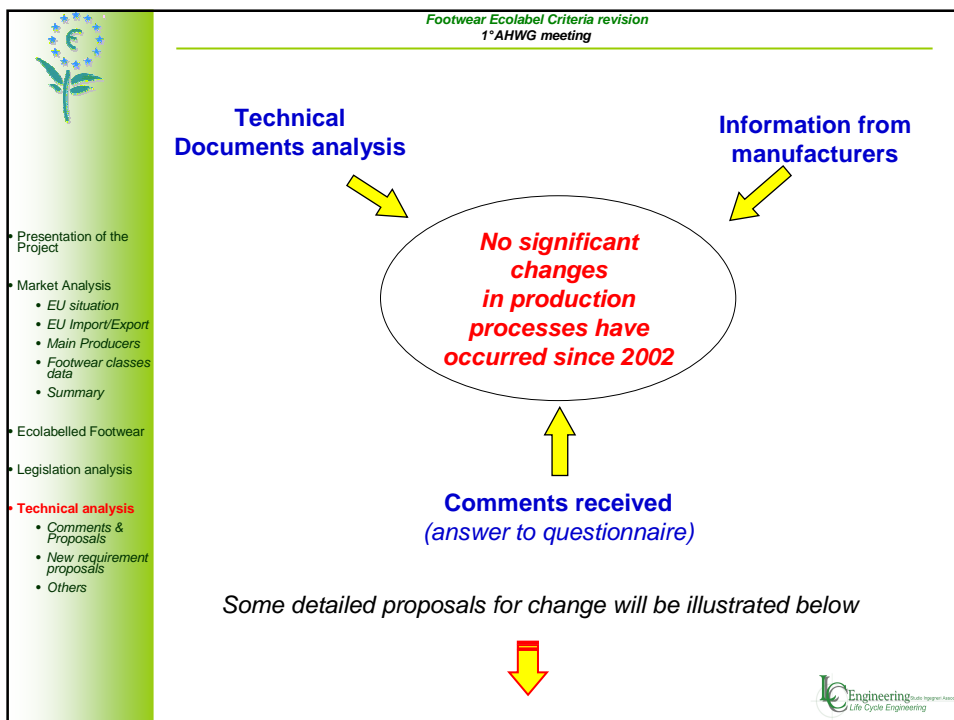 Footwear Ecolabel Criteria revision
1°AHWG meeting
• Presentation of the
Project
• Market Analysis
• EU situation
• EU Import/Export
• Main Producers
• Footwear classes
data
• Summary
• Ecolabelled Footwear
• Legislation analysis
• Technical analysis
• Comments &
Proposals
• New requirement
proposals
• Others
Technical
Documents analysis
Information from
manufacturers
No significant
changes
in production
processes have
occurred since 2002
Comments received
(answer to questionnaire)
Some detailed proposals for change will be illustrated below
LC Engineering
Life Cycle Engineering